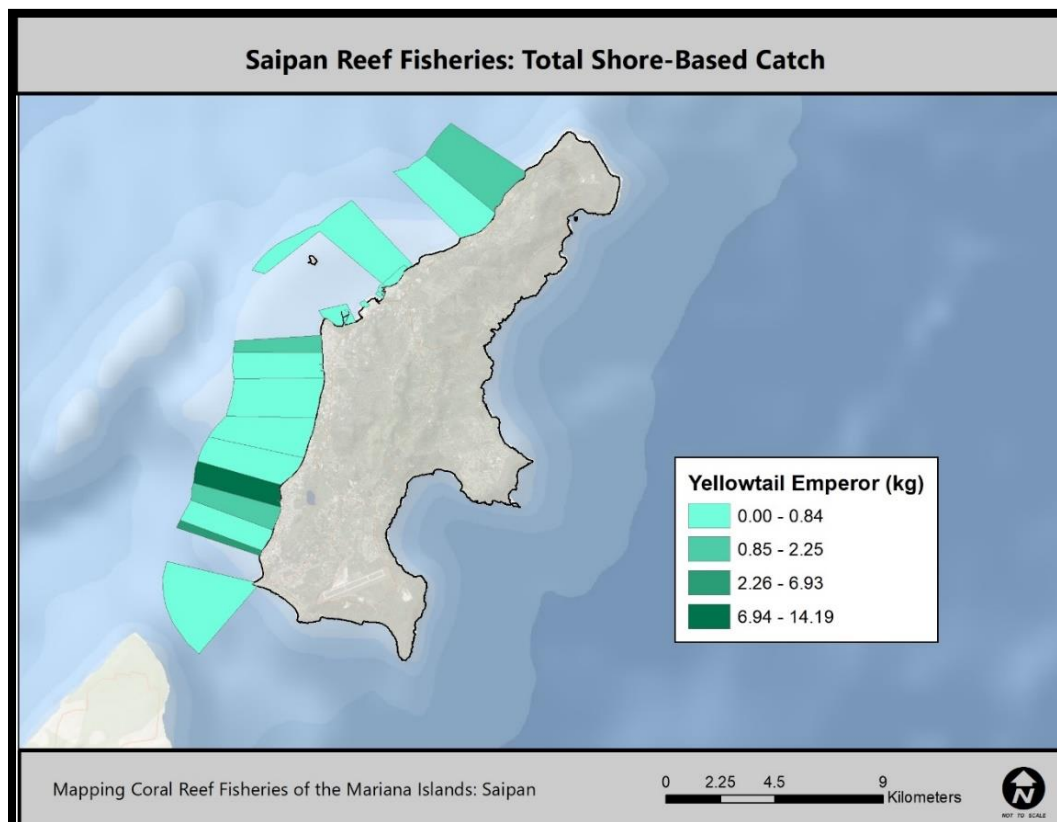 Saipan Reef Fisheries: Total Shore-Based Catch
Yellowtail Emperor (kg)
0.00 - 0.84
0.85 - 2.25
2.26 - 6.93
6.94 - 14.19
Mapping Coral Reef Fisheries of the Mariana Islands: Saipan
0 2.25 4.5 9
Kilometers
N
NOT TO SCALE